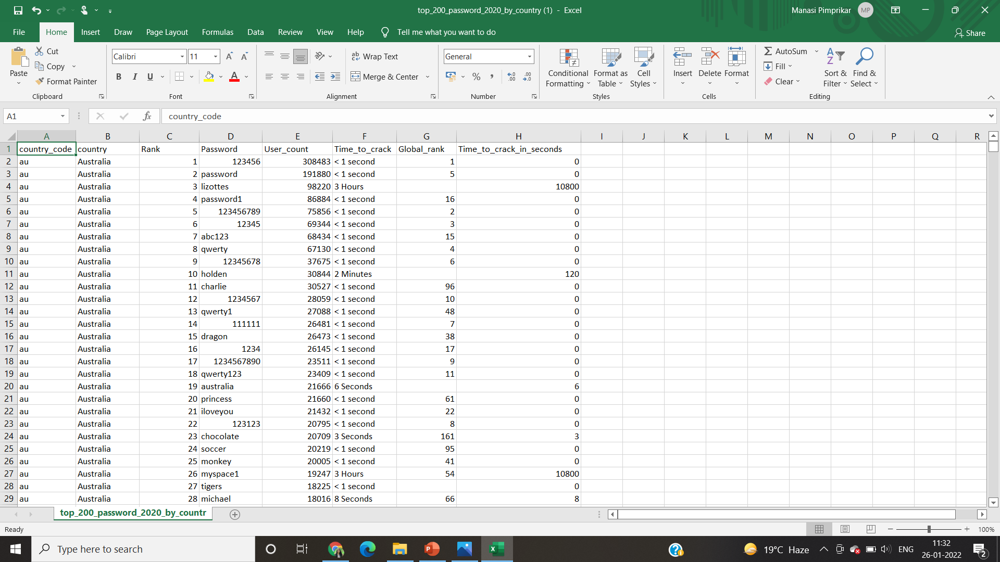 top_200_password_2020_by_country (1) - Excel
Manasi Pimprikar MP
File Home Insert Draw Page Layout Formulas Data Review View Help Tell me what you want to do
Share
Paste
Cut
Copy
Format Painter
Clipboard
Calibri 11
B I U
Font
Wrap Text
Merge & Center
Alignment
General
Number
Conditional Formatting
Format as Table
Cell Styles
Styles
Insert Delete Format
Cells
AutoSum
Fill
Clear
Sort & Filter
Find & Select
Editing
A1 fx country_code
A B C D E F G H I J K L M N O P Q R
1 country_code country Rank Password User_count Time_to_crack Global_rank Time_to_crack_in_seconds
2 au Australia 1 123456 308483 < 1 second 1 0
3 au Australia 2 password 191880 < 1 second 5 0
4 au Australia 3 lizottes 98220 3 Hours 10800
5 au Australia 4 password1 86884 < 1 second 16 0
6 au Australia 5 123456789 75856 < 1 second 2 0
7 au Australia 6 12345 69344 < 1 second 3 0
8 au Australia 7 abc123 68434 < 1 second 15 0
9 au Australia 8 qwerty 67130 < 1 second 4 0
10 au Australia 9 12345678 37675 < 1 second 6 0
11 au Australia 10 holden 30844 2 Minutes 120
12 au Australia 11 charlie 30527 < 1 second 96 0
13 au Australia 12 1234567 28059 < 1 second 10 0
14 au Australia 13 qwerty1 27088 < 1 second 48 0
15 au Australia 14 111111 26481 < 1 second 7 0
16 au Australia 15 dragon 26473 < 1 second 38 0
17 au Australia 16 1234 26145 < 1 second 17 0
18 au Australia 17 1234567890 23511 < 1 second 9 0
19 au Australia 18 qwerty123 23409 < 1 second 11 0
20 au Australia 19 australia 21666 6 Seconds 6
21 au Australia 20 princess 21660 < 1 second 61 0
22 au Australia 21 iloveyou 21432 < 1 second 22 0
23 au Australia 22 123123 20795 < 1 second 8 0
24 au Australia 23 chocolate 20709 3 Seconds 161 3
25 au Australia 24 soccer 20219 < 1 second 95 0
26 au Australia 25 monkey 20005 < 1 second 41 0
27 au Australia 26 myspace1 19247 3 Hours 54 10800
28 au Australia 27 tigers 18225 < 1 second 0
29 au Australia 28 michael 18016 8 Seconds 66 8
top_200_password_2020_by_countr
Ready
100%
Type here to search
19°C Haze
ENG
11:32
26-01-2022
2